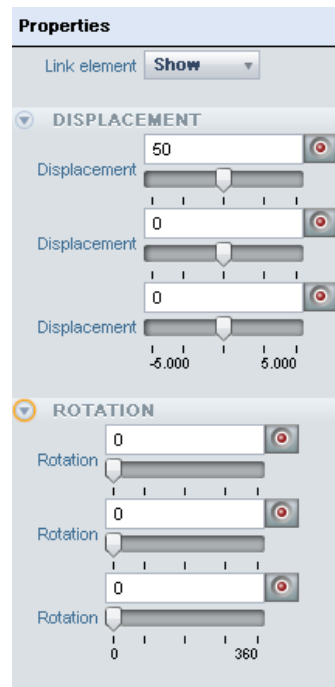 Properties
Link element Show
DISPLACEMENT
50
Displacement
0
Displacement
0
Displacement
-5.000 5.000
ROTATION
0
Rotation
0
Rotation
0
Rotation
0 360